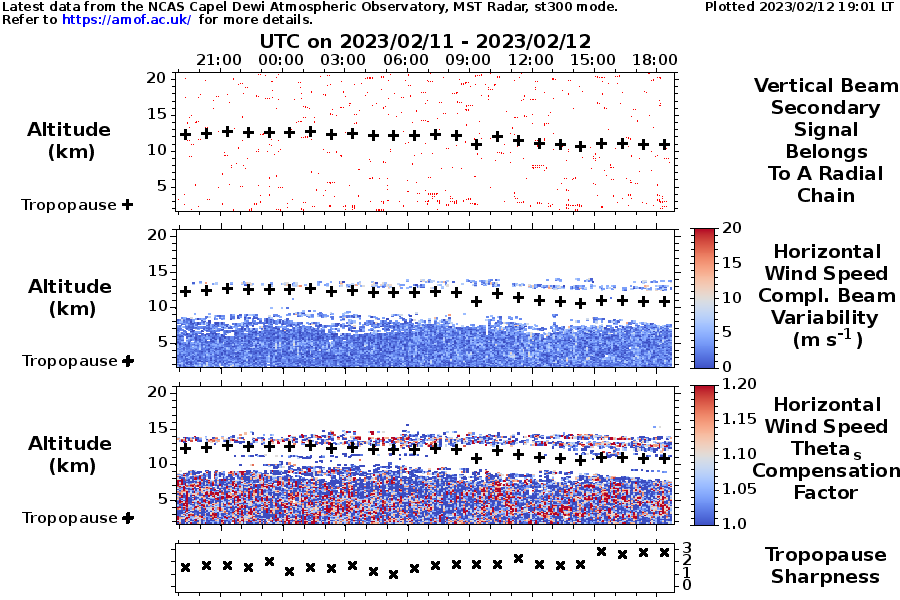 Latest data from the NCAS Capel Dewi Atmospheric Observatory, MST Radar, st300 mode.
Plotted 2023/02/12 19:01 LT
Refer to https://amof.ac.uk/ for more details.
UTC on 2023/02/11 - 2023/02/12
21:00 00:00 03:00 06:00 09:00 12:00 15:00 18:00
20
15
10
5
Altitude
(km)
Tropopause
Vertical Beam
Secondary
Signal
Belongs
To A Radial
Chain
20
15
10
5
Altitude
(km)
Tropopause
20
15
10
5
0
Horizontal
Wind Speed
Compl. Beam
Variability
(m s-1)
20
15
10
5
Altitude
(km)
Tropopause
1.20
1.15
1.10
1.05
1.0
Horizontal
Wind Speed
Theta s
Compensation
Factor
3
2
1
0
Tropopause
Sharpness